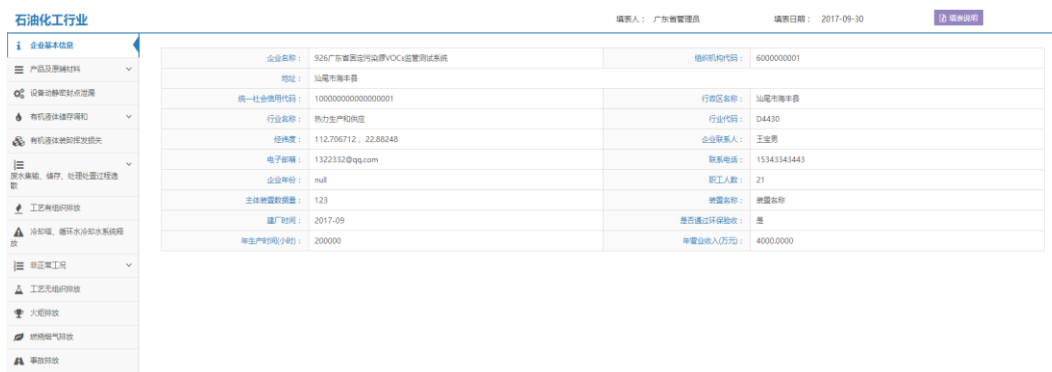 石油化工行业
填表人： 广东省管理员
填表日期： 2017-09-30
填表说明
企业基本信息
产品及原辅材料
设备动静密封点泄漏
有机液体储存调和
有机液体装卸挥发损失
废水集输、储存、处理处置过程逸
散
工艺有组织排放
冷却塔、循环水冷却水系统释
放
非正常工况
工艺无组织排放
火炬排放
燃烧烟气排放
事故排放
企业名称： 926广东省固定污染源VOCs监管测试系统
组织机构代码： 6000000001
地址： 汕尾市海丰县
统一社会信用代码： 100000000000000001
行政区名称： 汕尾市海丰县
行业名称： 热力生产和供应
行业代码： D4430
经纬度： 112.706712 , 22.88248
企业联系人： 王宝男
电子邮箱： 1322332@qq.com
联系电话： 15343343443
企业年份： null
职工人数： 21
主体装置数据量： 123
装置名称： 装置名称
建厂时间： 2017-09
是否通过环保验收： 是
年生产时间(小时)： 200000
年营业收入(万元)： 4000.0000